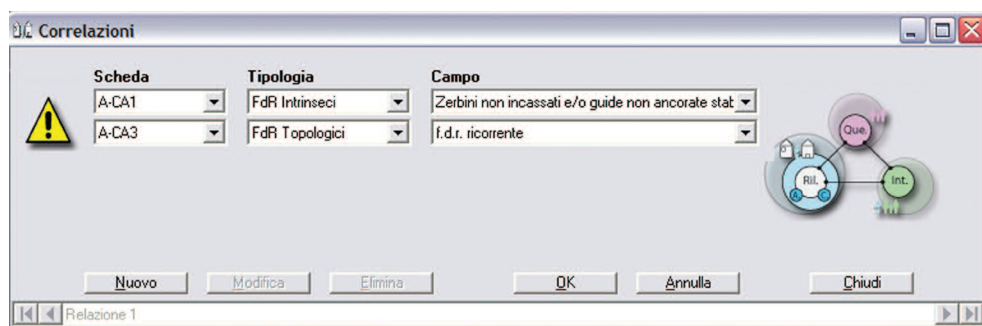 Correlazioni
Scheda Tipologia Campo
A-CA1 FdR Intrinseci Zerbini non incassati e/o guide non ancorate stat
A-CA3 FdR Topologici f.d.r. ricorrente
Que.
Ril. Int.
A C
Nuovo Modifica Elimina OK Annulla Chiudi
Relazione 1